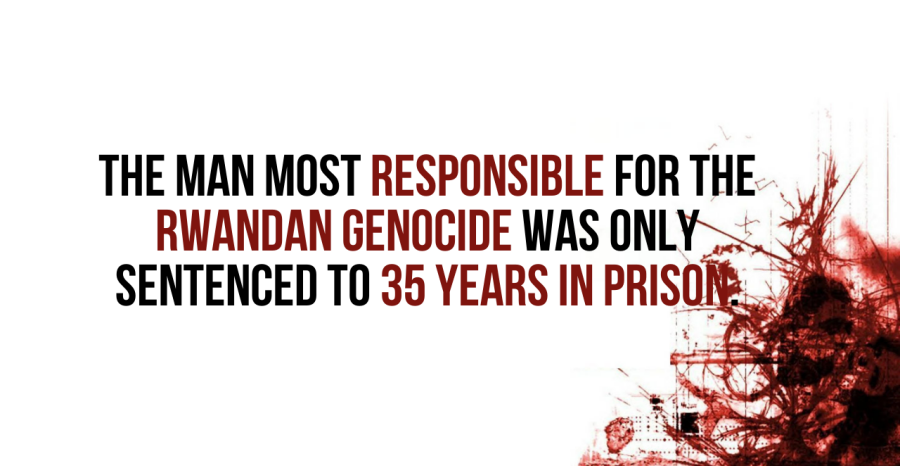 THE MAN MOST RESPONSIBLE FOR THE
RWANDAN GENOCIDE WAS ONLY
SENTENCED TO 35 YEARS IN PRISON.